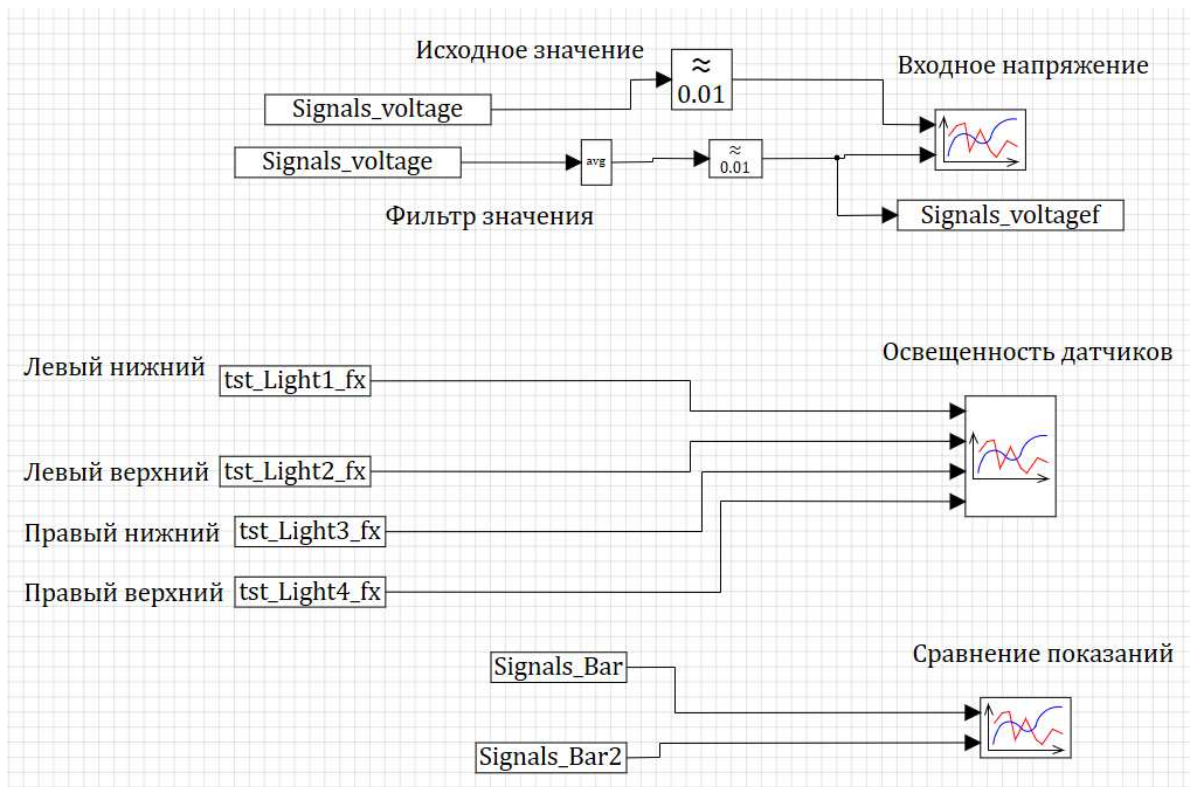 Исходное значение
≈
0.01
Входное напряжение
Signals_voltage
Signals_voltage
avg
≈
0.01
Фильтр значения
Signals_voltagef
Освещенность датчиков
Левый нижний
tst_Light1_fx
Левый верхний
tst_Light2_fx
Правый нижний
tst_Light3_fx
Правый верхний
tst_Light4_fx
Сравнение показаний
Signals_Bar
Signals_Bar2